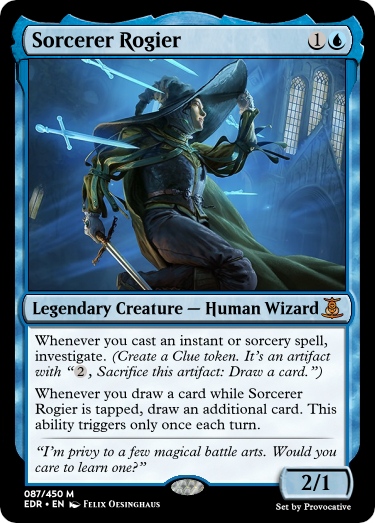 Sorcerer Rogier
1
Legendary Creature — Human Wizard
Whenever you cast an instant or sorcery spell,
investigate. (Create a Clue token. It's an artifact
with “2, Sacrifice this artifact: Draw a card.”)
Whenever you draw a card while Sorcerer
Rogier is tapped, draw an additional card. This
ability triggers only once each turn.
“I'm privy to a few magical battle arts. Would you
care to learn one?”
2/1
087/450 M
EDR • EN Felix Oesinghaus
Set by Provocative